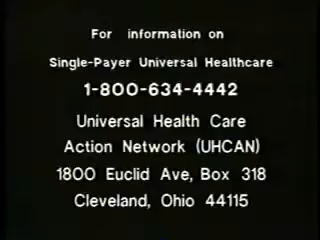 For information on
Single-Payer Universal Healthcare
1-800-634-4442
Universal Health Care
Action Network (UHCAN)
1800 Euclid Ave, Box 318
Cleveland, Ohio 44115